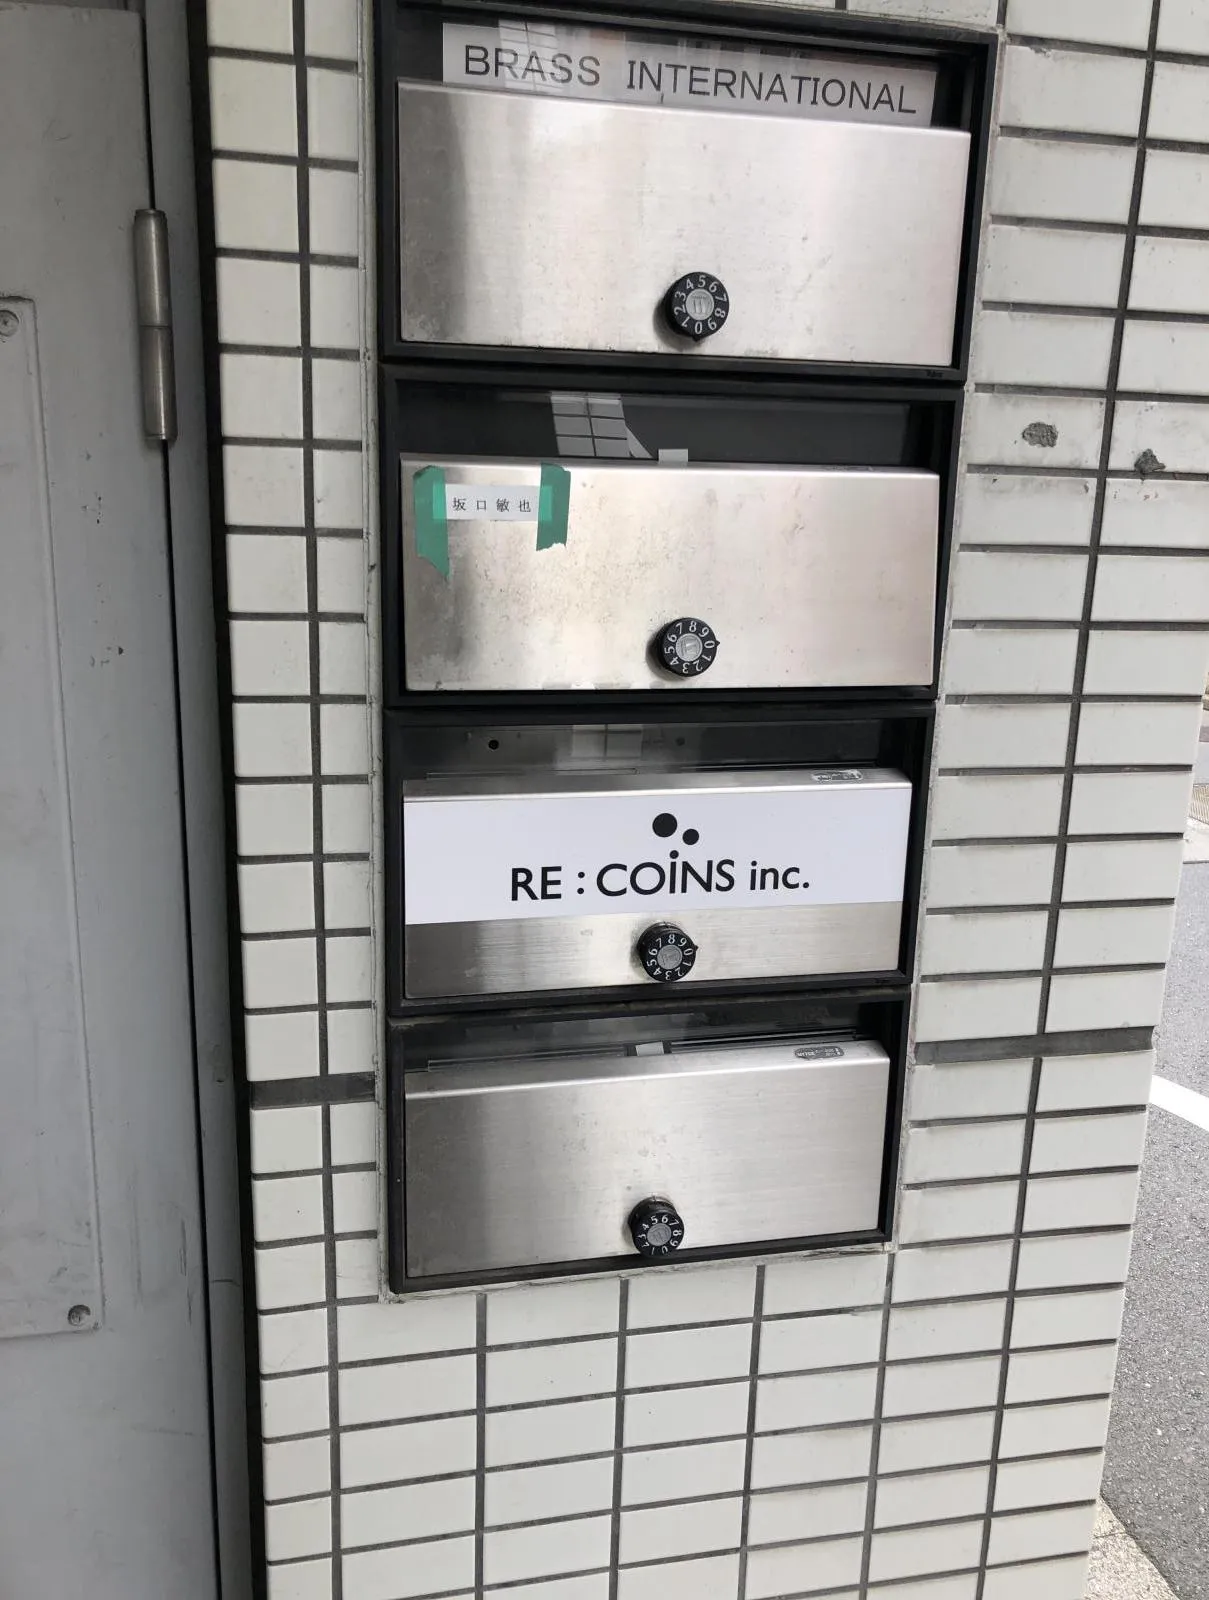 BRASS INTERNATIONAL
坂口敏也
RE : COiNS inc.